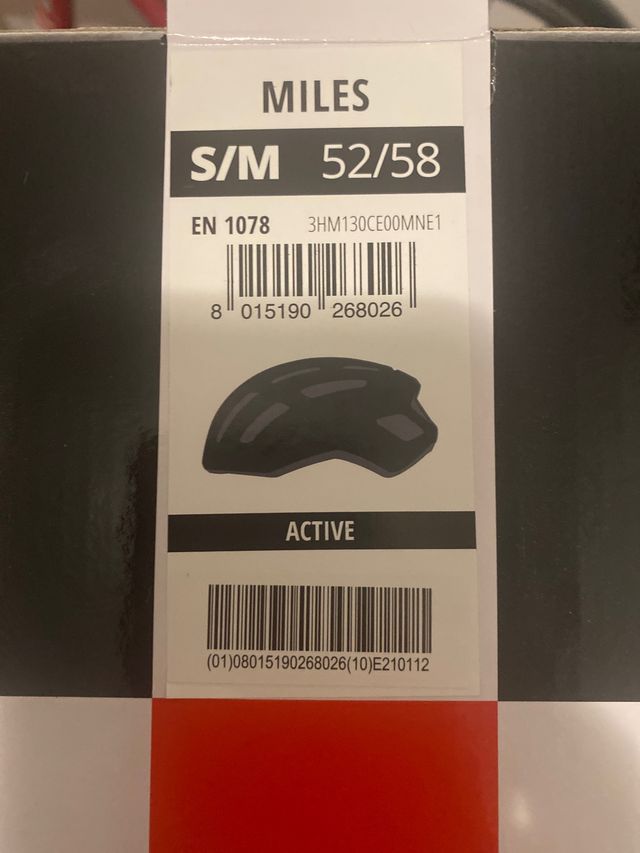 MILES
S/M 52/58
EN 1078 3HM130CE00MNE1
8 015190 268026
ACTIVE
(01)08015190268026(10)E210112